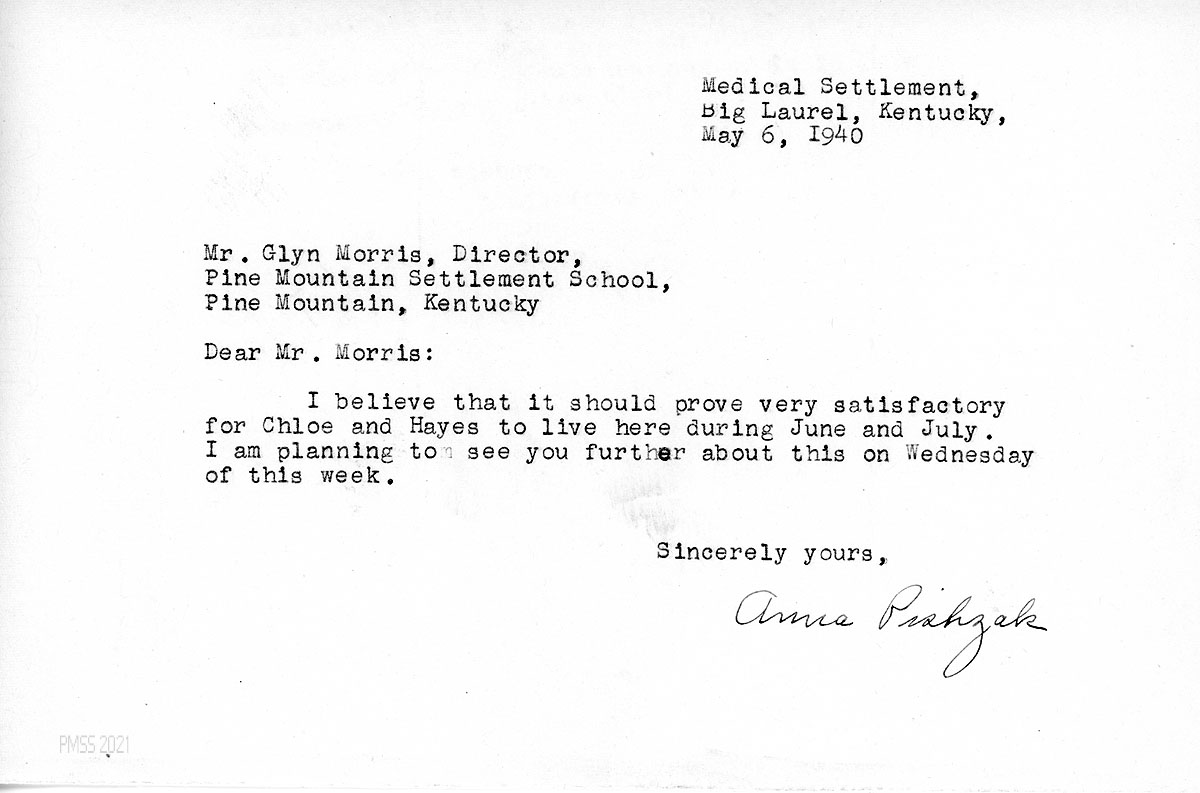 Medical Settlement,
Big Laurel, Kentucky,
May 6, 1940
Mr. Glyn Morris, Director,
Pine Mountain Settlement School,
Pine Mountain, Kentucky
Dear Mr. Morris:
I believe that it should prove very satisfactory
for Chloe and Hayes to live here during June and July.
I am planning to see you further about this on Wednesday
of this week.
Sincerely yours,
Anna Pishzak
PMSS 2021